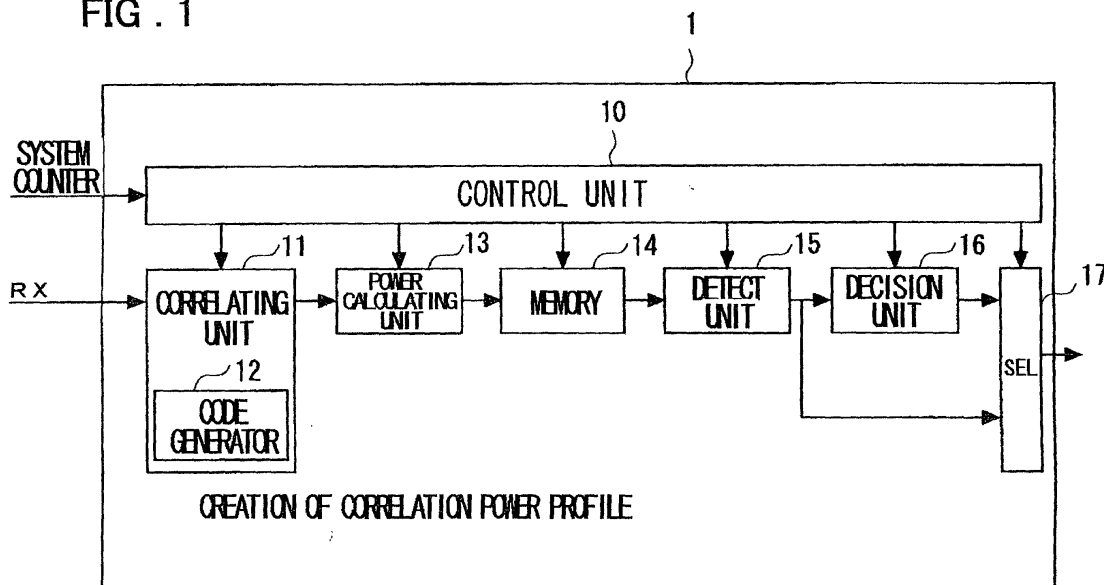 FIG . 1
1
10
SYSTEM
COUNTER
CONTROL UNIT
11
13
14
15
16
17
RX
CORRELATING
UNIT
POWER
CALCULATING
UNIT
MEMORY
DETECT
UNIT
DECISION
UNIT
SEL
12
CODE
GENERATOR
CREATION OF CORRELATION POWER PROFILE